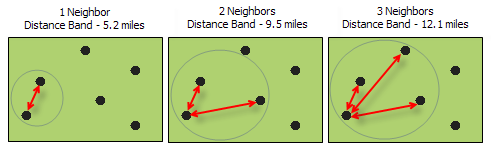 1 Neighbor
Distance Band - 5.2 miles
2 Neighbors
Distance Band - 9.5 miles
3 Neighbors
Distance Band - 12.1 miles